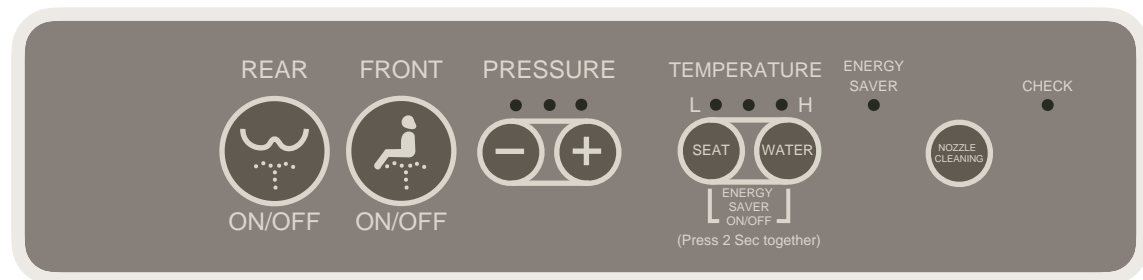 REAR
FRONT
PRESSURE
TEMPERATURE
ENERGY
SAVER
CHECK
L
H
−
+
SEAT
WATER
NOZZLE
CLEANING
ENERGY
SAVER
ON/OFF
ON/OFF
ON/OFF
(Press 2 Sec together)